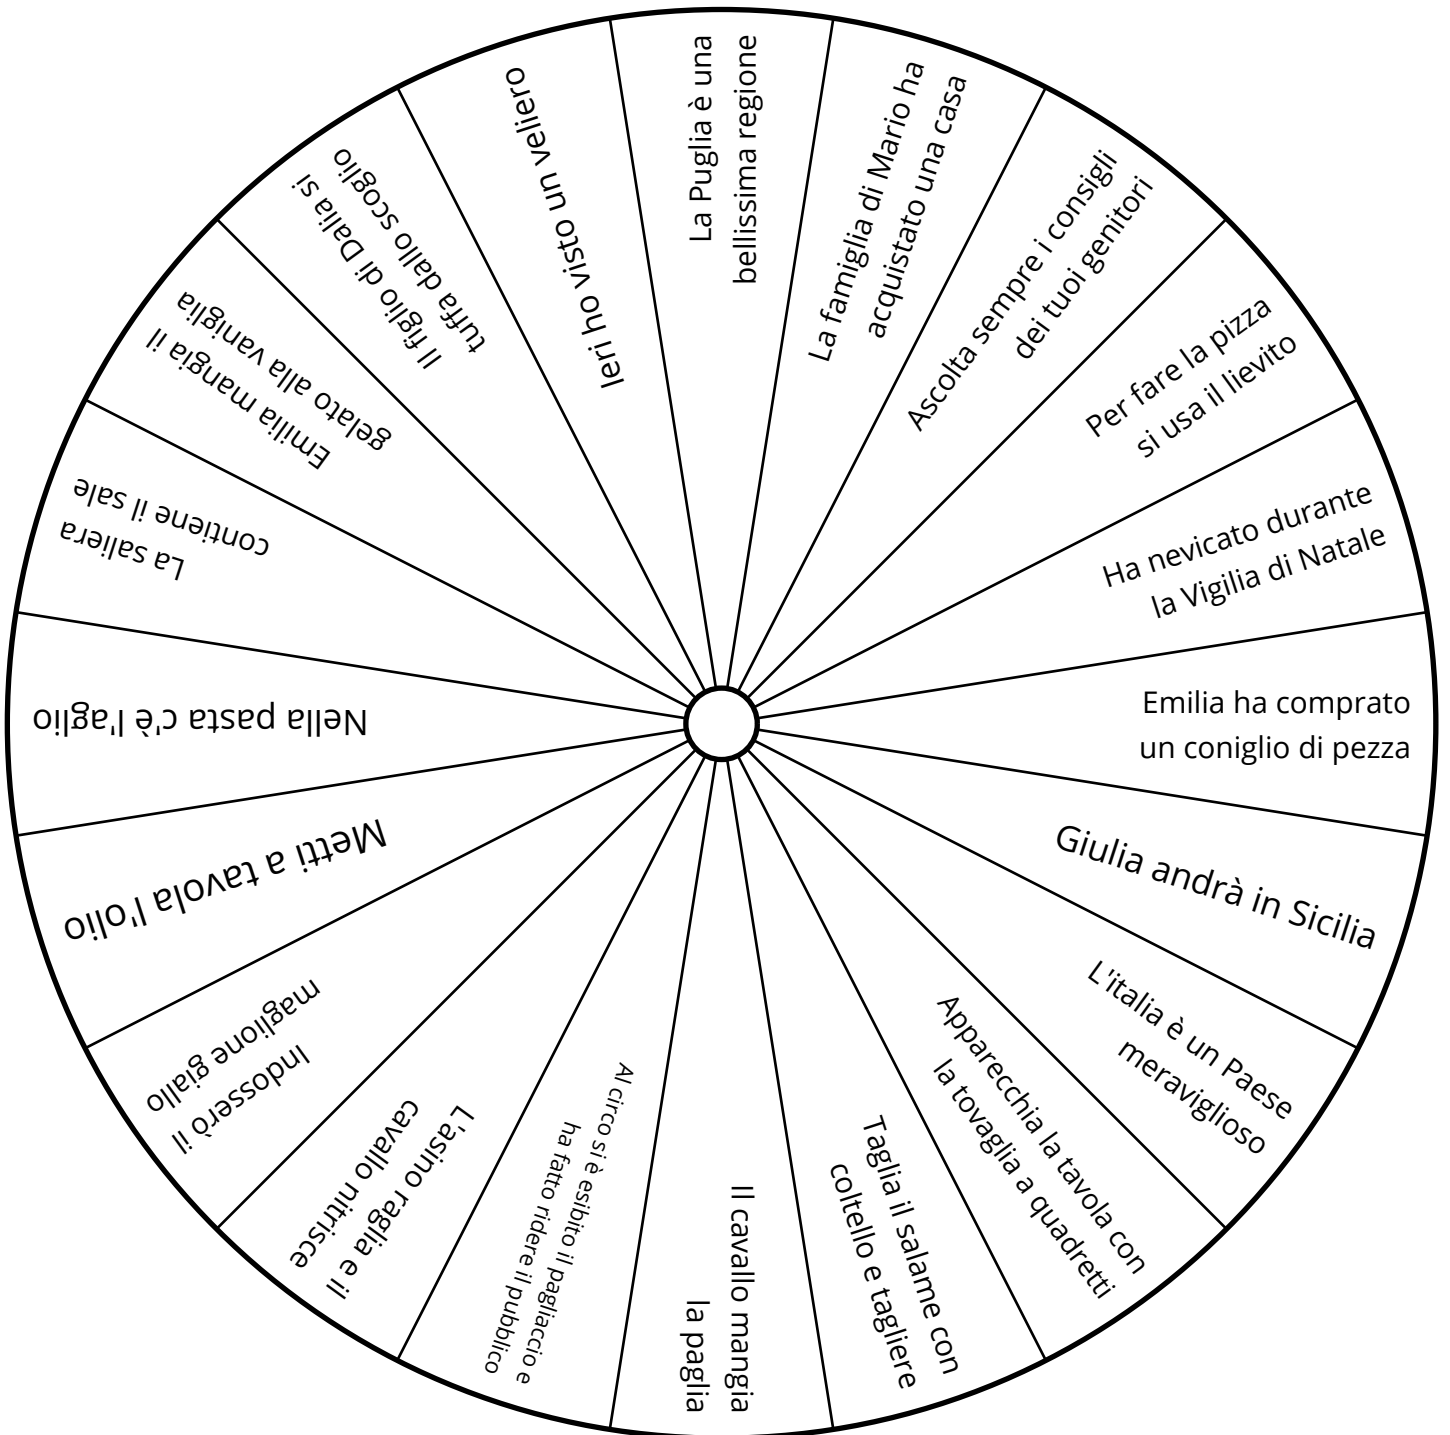 La Puglia è una
bellissima regione
La famiglia di Mario ha
acquistato una casa
Ascolta sempre i consigli
dei tuoi genitori
Per fare la pizza
si usa il lievito
Ha nevicato durante
la Vigilia di Natale
Emilia ha comprato
un coniglio di pezza
Giulia andrà in Sicilia
L'italia è un Paese
meraviglioso
Apparecchia la tavola con
la tovaglia a quadretti
Taglia il salame con
coltello e tagliere
Il cavallo mangia
la paglia
Al circo si è esibito il pagliaccio e
ha fatto ridere il pubblico
L'asino raglia e il
cavallo nitrisce
Indosserò il
maglione giallo
Metti a tavola l'olio
Nella pasta c'è l'aglio
La saliera
contiene il sale
Emilia mangia il
gelato alla vaniglia
Il figlio di Dalia si
tuffa dallo scoglio
Ieri ho visto un veliero